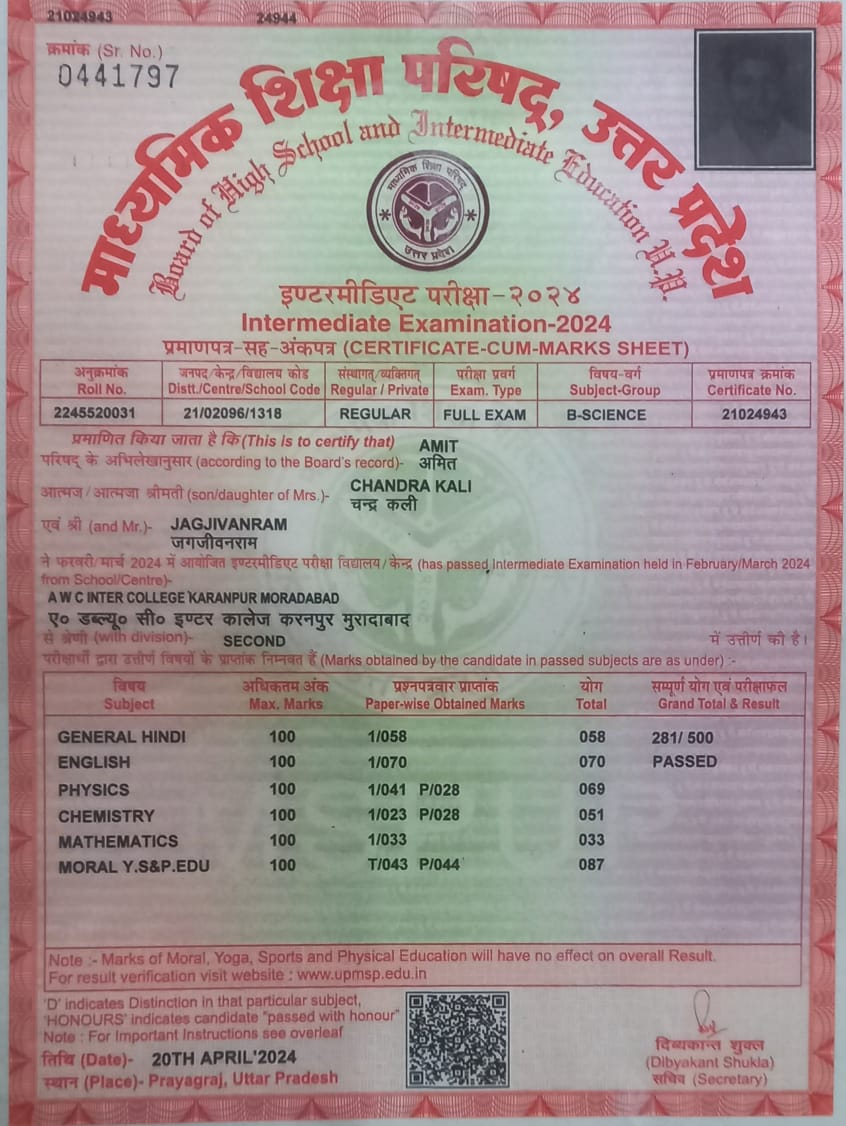 21024943 24944
क्रमांक (Sr. No.)
0441797
माध्यमिक शिक्षा परिषद्, उत्तर प्रदेश
Board of High School and Intermediate Education U.P.
माध्यमिक शिक्षा परिषद्
उत्तर प्रदेश
इण्टरमीडिएट परीक्षा-२०२४
Intermediate Examination-2024
प्रमाणपत्र-सह-अंकपत्र (CERTIFICATE-CUM-MARKS SHEET)
अनुक्रमांक जनपद/केन्द्र/विद्यालय कोड संस्थागत्/व्यक्तिगत् परीक्षा प्रवर्ग विषय-वर्ग प्रमाणपत्र क्रमांक
Roll No. Distt./Centre/School Code Regular / Private Exam. Type Subject-Group Certificate No.
2245520031 21/02096/1318 REGULAR FULL EXAM B-SCIENCE 21024943
प्रमाणित किया जाता है कि(This is to certify that) AMIT
परिषद् के अभिलेखानुसार (according to the Board's record)- अमित
आत्मज/आत्मजा श्रीमती (son/daughter of Mrs.)- CHANDRA KALI
चन्द्र कली
एवं श्री (and Mr.)- JAGJIVANRAM
जगजीवनराम
ने फरवरी/मार्च 2024 में आयोजित इण्टरमीडिएट परीक्षा विद्यालय/केन्द्र (has passed Intermediate Examination held in February/March 2024
from School/Centre)-
A W C INTER COLLEGE KARANPUR MORADABAD
ए० डब्ल्यू० सी० इण्टर कालेज करनपुर मुरादाबाद
से श्रेणी (with division)- SECOND में उत्तीर्ण की है।
परीक्षार्थी द्वारा उत्तीर्ण विषयों के प्राप्तांक निम्नवत हैं (Marks obtained by the candidate in passed subjects are as under) :-
विषय अधिकतम अंक प्रश्नपत्रवार प्राप्तांक योग सम्पूर्ण योग एवं परीक्षाफल
Subject Max. Marks Paper-wise Obtained Marks Total Grand Total & Result
GENERAL HINDI 100 1/058 058 281/ 500
ENGLISH 100 1/070 070 PASSED
PHYSICS 100 1/041 P/028 069
CHEMISTRY 100 1/023 P/028 051
MATHEMATICS 100 1/033 033
MORAL Y.S&P.EDU 100 T/043 P/044 087
Note :- Marks of Moral, Yoga, Sports and Physical Education will have no effect on overall Result.
For result verification visit website : www.upmsp.edu.in
'D' indicates Distinction in that particular subject,
'HONOURS' indicates candidate "passed with honour"
Note : For Important Instructions see overleaf
तिथि (Date)- 20TH APRIL'2024
स्थान (Place)- Prayagraj, Uttar Pradesh
दिब्यकान्त शुक्ल
(Dibyakant Shukla)
सचिव (Secretary)